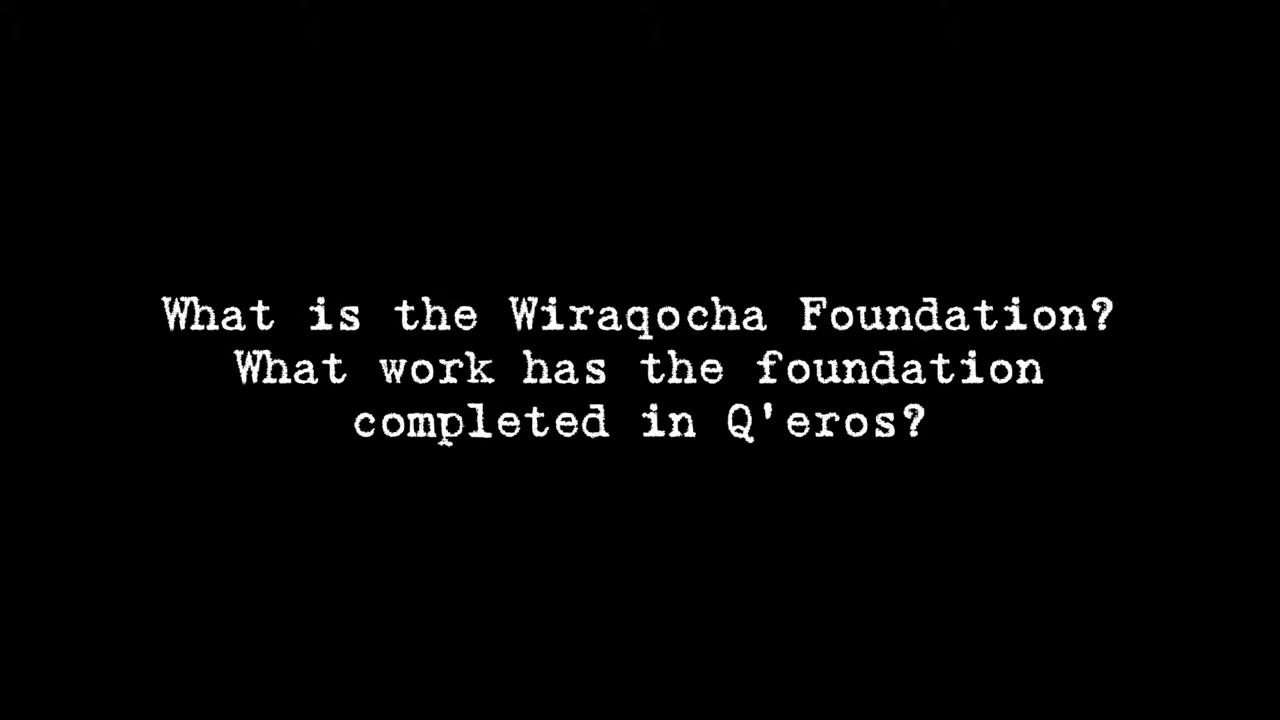 What is the Wiraqocha Foundation?
What work has the foundation
completed in Q'eros?